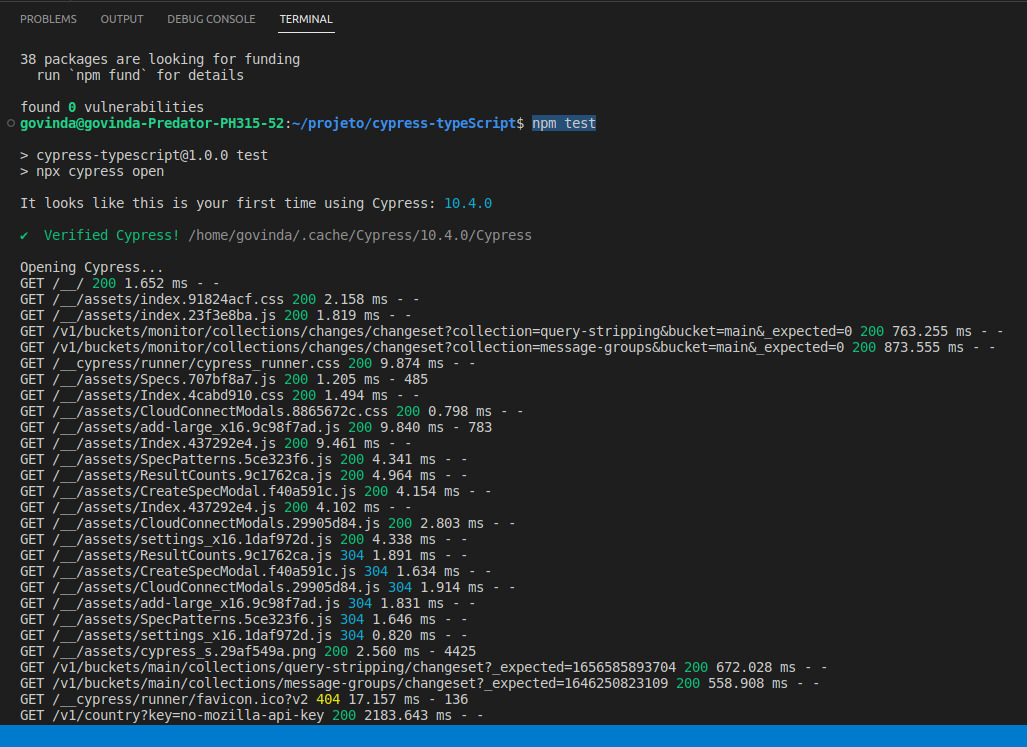 PROBLEMS OUTPUT DEBUG CONSOLE TERMINAL
38 packages are looking for funding
  run `npm fund` for details
found 0 vulnerabilities
govinda@govinda-Predator-PH315-52:~/projeto/cypress-typeScript$ npm test
> cypress-typescript@1.0.0 test
> npx cypress open
It looks like this is your first time using Cypress: 10.4.0
✔  Verified Cypress! /home/govinda/.cache/Cypress/10.4.0/Cypress
Opening Cypress...
GET /__/ 200 1.652 ms - -
GET /__/assets/index.91824acf.css 200 2.158 ms - -
GET /__/assets/index.23f3e8ba.js 200 1.819 ms - -
GET /v1/buckets/monitor/collections/changes/changeset?collection=query-stripping&bucket=main&_expected=0 200 763.255 ms - -
GET /v1/buckets/monitor/collections/changes/changeset?collection=message-groups&bucket=main&_expected=0 200 873.555 ms - -
GET /__cypress/runner/cypress_runner.css 200 9.874 ms - -
GET /__/assets/Specs.707bf8a7.js 200 1.205 ms - 485
GET /__/assets/Index.4cabd910.css 200 1.494 ms - -
GET /__/assets/CloudConnectModals.8865672c.css 200 0.798 ms - -
GET /__/assets/add-large_x16.9c98f7ad.js 200 9.840 ms - 783
GET /__/assets/Index.437292e4.js 200 9.461 ms - -
GET /__/assets/SpecPatterns.5ce323f6.js 200 4.341 ms - -
GET /__/assets/ResultCounts.9c1762ca.js 200 4.964 ms - -
GET /__/assets/CreateSpecModal.f40a591c.js 200 4.154 ms - -
GET /__/assets/Index.437292e4.js 200 4.102 ms - -
GET /__/assets/CloudConnectModals.29905d84.js 200 2.803 ms - -
GET /__/assets/settings_x16.1daf972d.js 200 4.338 ms - -
GET /__/assets/ResultCounts.9c1762ca.js 304 1.891 ms - -
GET /__/assets/CreateSpecModal.f40a591c.js 304 1.634 ms - -
GET /__/assets/CloudConnectModals.29905d84.js 304 1.914 ms - -
GET /__/assets/add-large_x16.9c98f7ad.js 304 1.831 ms - -
GET /__/assets/SpecPatterns.5ce323f6.js 304 1.646 ms - -
GET /__/assets/settings_x16.1daf972d.js 304 0.820 ms - -
GET /__/assets/cypress_s.29af549a.png 200 2.560 ms - 4425
GET /v1/buckets/main/collections/query-stripping/changeset?_expected=1656585893704 200 672.028 ms - -
GET /v1/buckets/main/collections/message-groups/changeset?_expected=1646250823109 200 558.908 ms - -
GET /__cypress/runner/favicon.ico?v2 404 17.157 ms - 136
GET /v1/country?key=no-mozilla-api-key 200 2183.643 ms - -